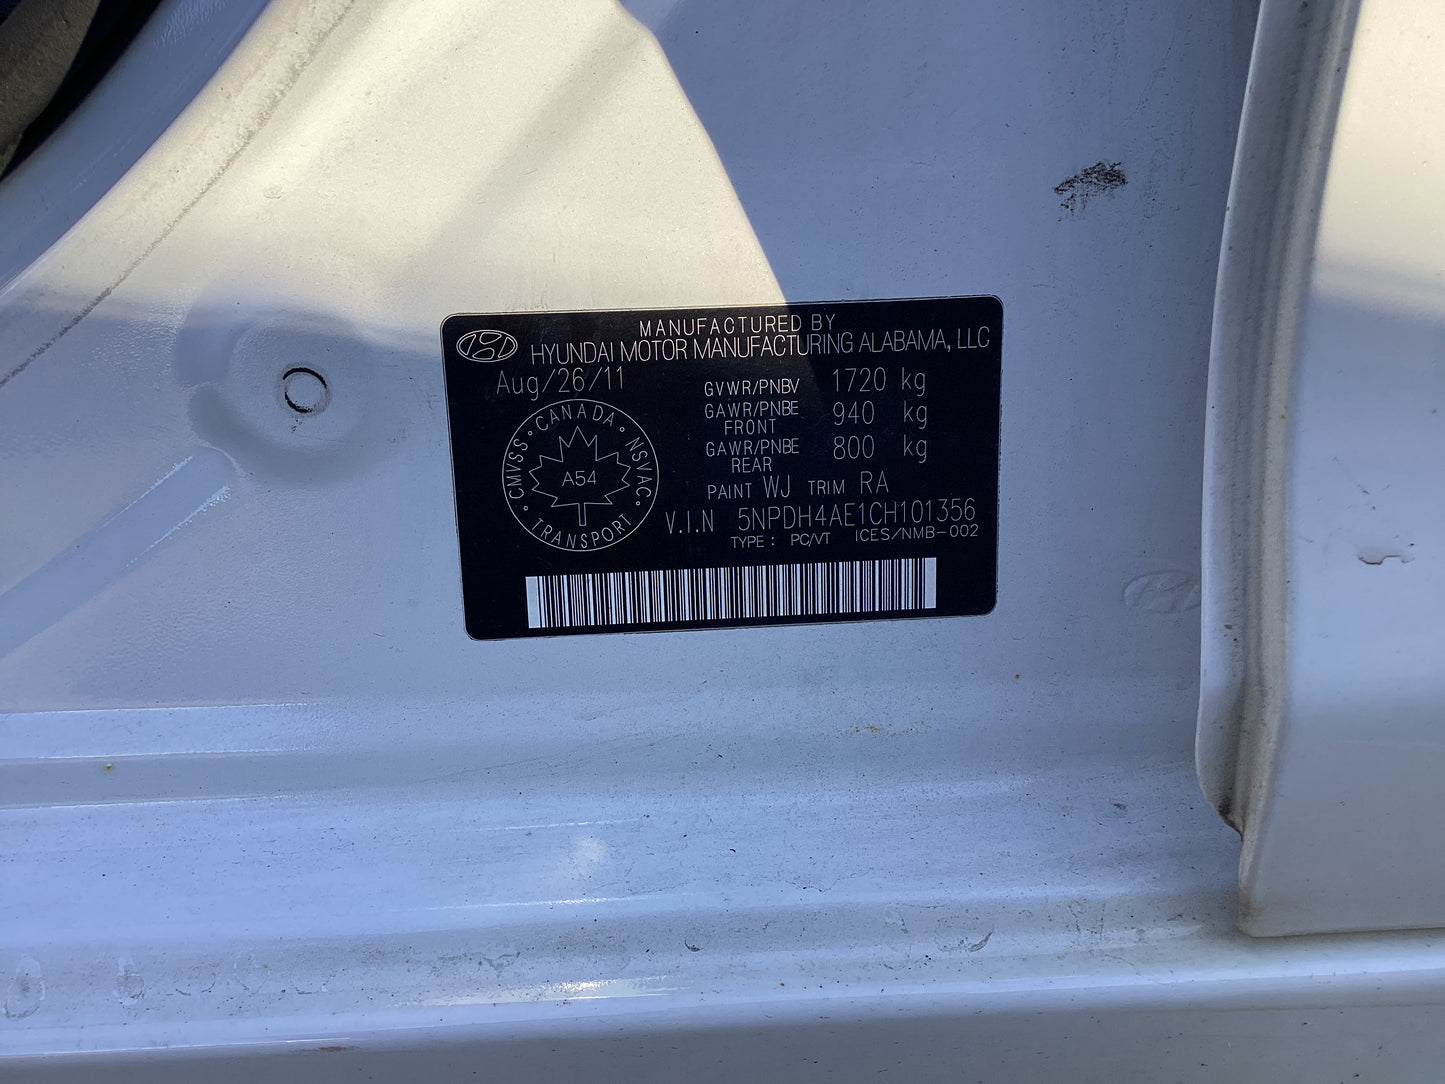 MANUFACTURED BY
HYUNDAI MOTOR MANUFACTURING ALABAMA, LLC
Aug/26/11
GVWR/PNBV 1720 kg
GAWR/PNBE FRONT 940 kg
GAWR/PNBE REAR 800 kg
CMVSS • CANADA • NSVAC • TRANSPORT •
A54
PAINT WJ TRIM RA
V.I.N 5NPDH4AE1CH101356
TYPE: PC/VT ICES/NMB-002